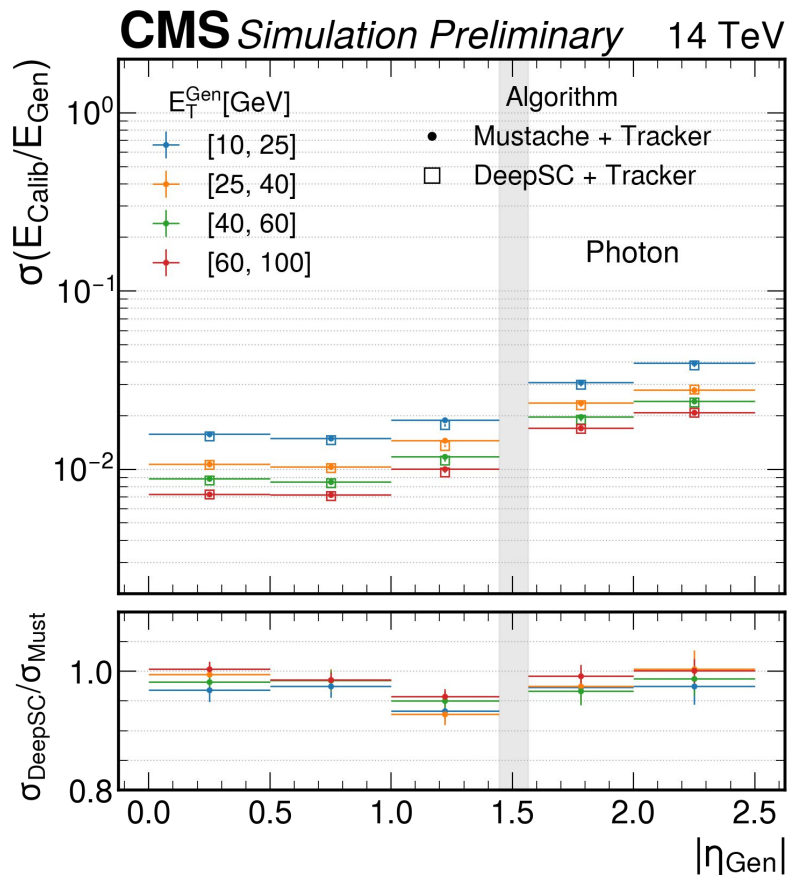 CMS Simulation Preliminary 14 TeV
σ(E_Calib/E_Gen)
E_T^Gen[GeV]
[10, 25]
[25, 40]
[40, 60]
[60, 100]
Algorithm
Mustache + Tracker
DeepSC + Tracker
Photon
10^0
10^−1
10^−2
σ_DeepSC/σ_Must
1.0
0.8
0.0 0.5 1.0 1.5 2.0 2.5
|η_Gen|